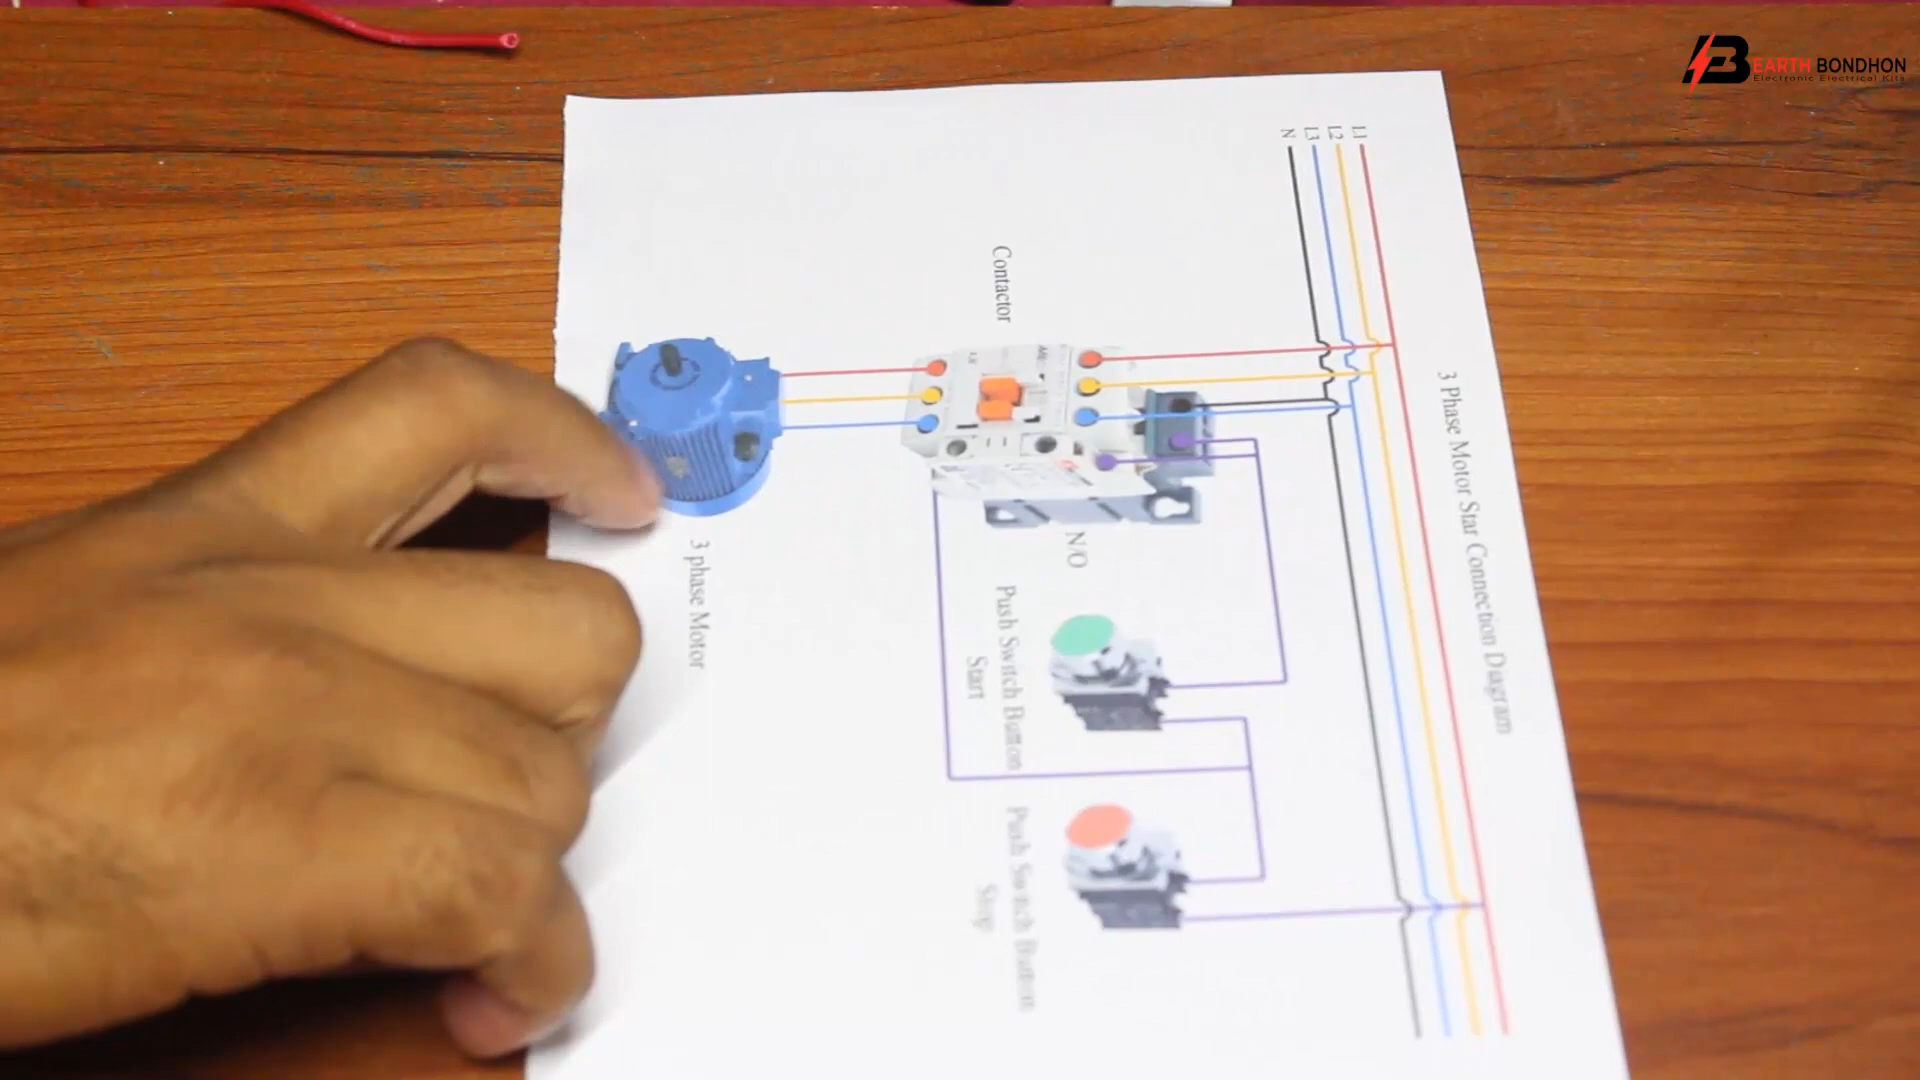 EARTH BONDHON
Electronic Electrical Kits
3 Phase Motor Star Connection Diagram
L1
L2
L3
N
Contactor
N/O
Push Switch Button
Start
Push Switch Button
Stop
3 phase Motor